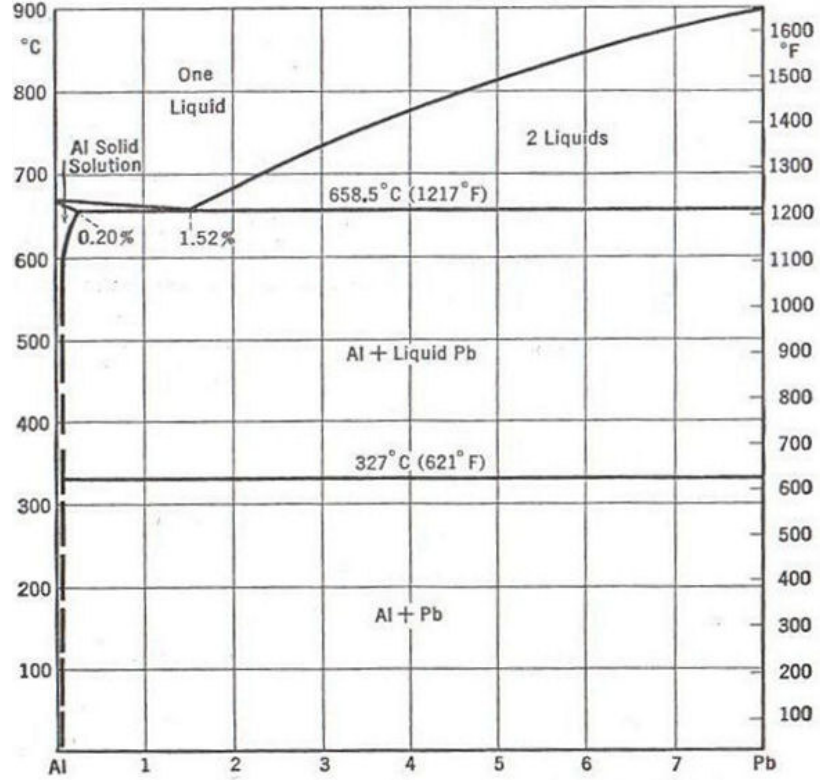 900
°C
800
700
600
500
400
300
200
100
One
Liquid
2 Liquids
Al Solid
Solution
658.5°C (1217°F)
0.20%
1.52%
Al + Liquid Pb
327°C (621°F)
Al + Pb
1600
°F
1500
1400
1300
1200
1100
1000
900
800
700
600
500
400
300
200
100
Al 1 2 3 4 5 6 7 Pb